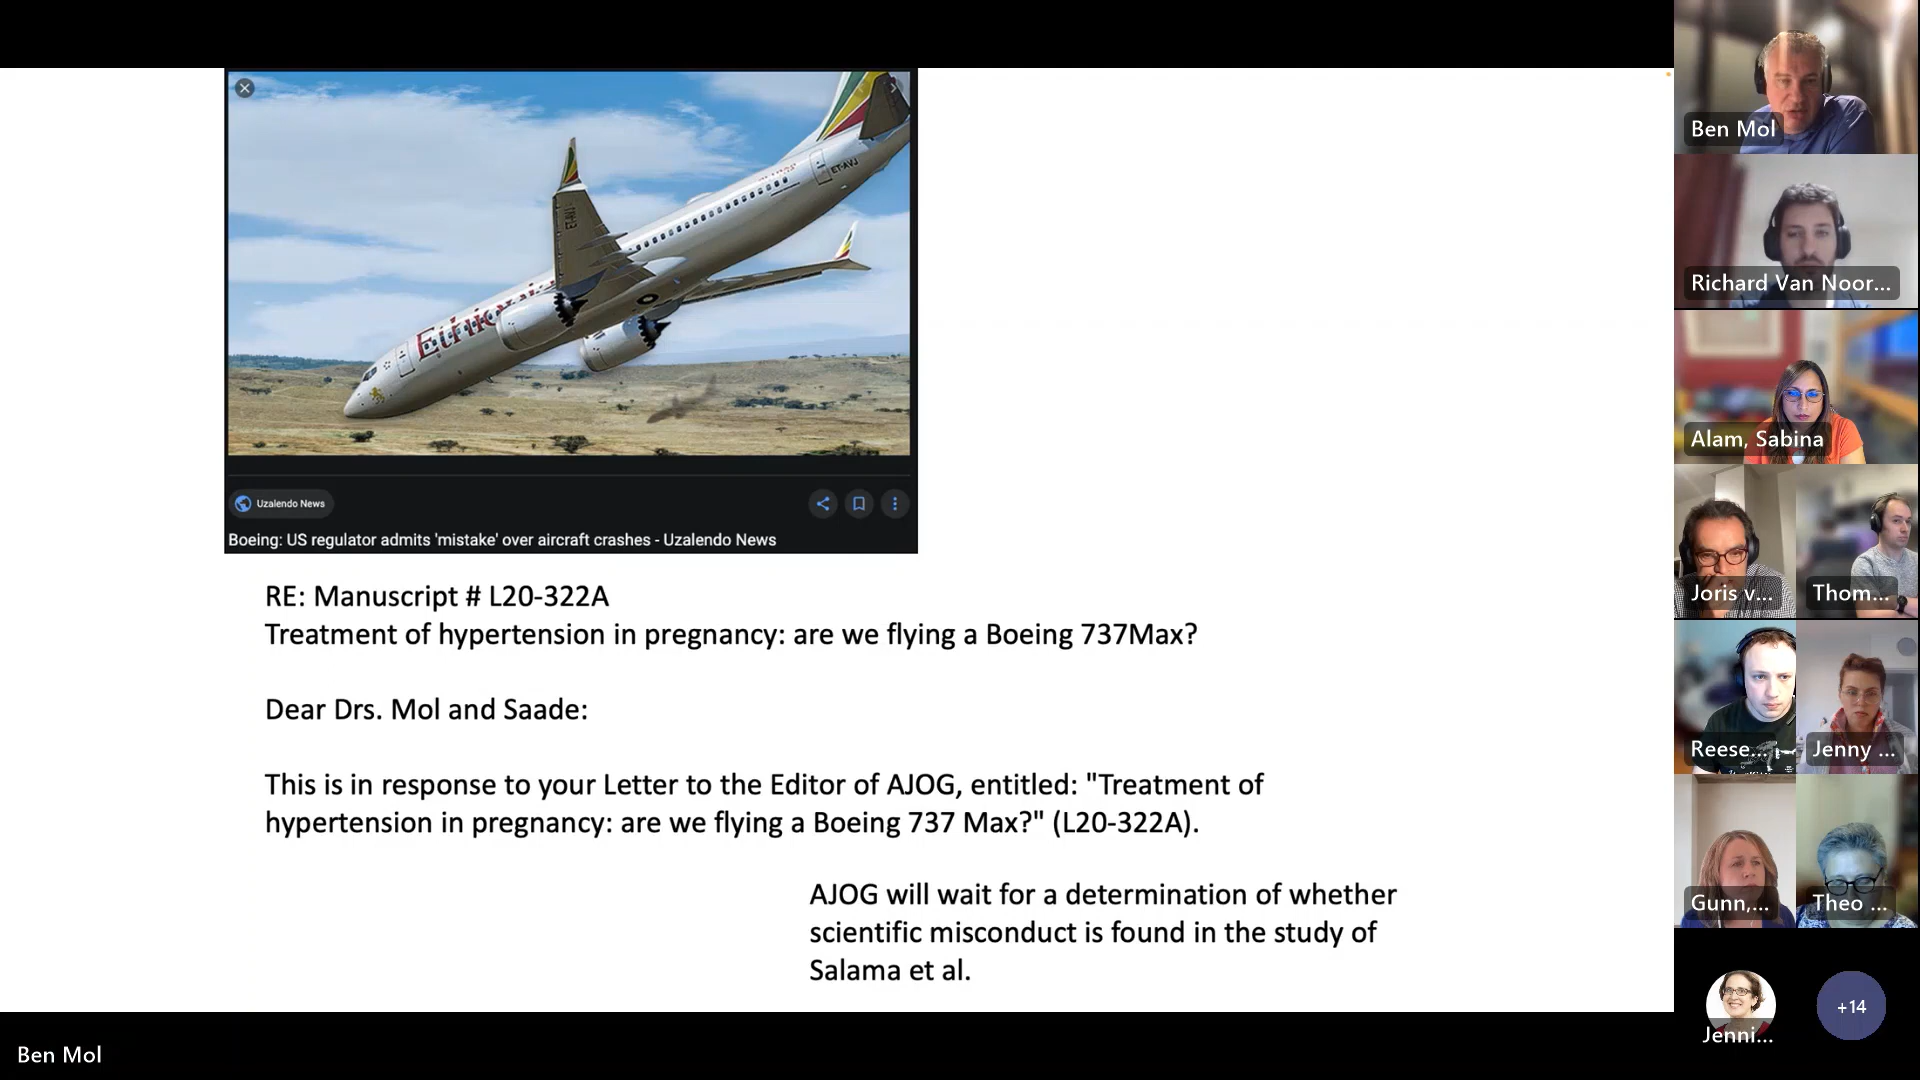 Ethio
ET-AVJ
Uzalendo News
Boeing: US regulator admits 'mistake' over aircraft crashes - Uzalendo News
RE: Manuscript # L20-322A
Treatment of hypertension in pregnancy: are we flying a Boeing 737Max?
Dear Drs. Mol and Saade:
This is in response to your Letter to the Editor of AJOG, entitled: "Treatment of
hypertension in pregnancy: are we flying a Boeing 737 Max?" (L20-322A).
AJOG will wait for a determination of whether
scientific misconduct is found in the study of
Salama et al.
Ben Mol
Ben Mol
Richard Van Noor...
Alam, Sabina
Joris v...
Thom...
Reese...
Jenny ...
Gunn,...
Theo ...
Jenni...
+14